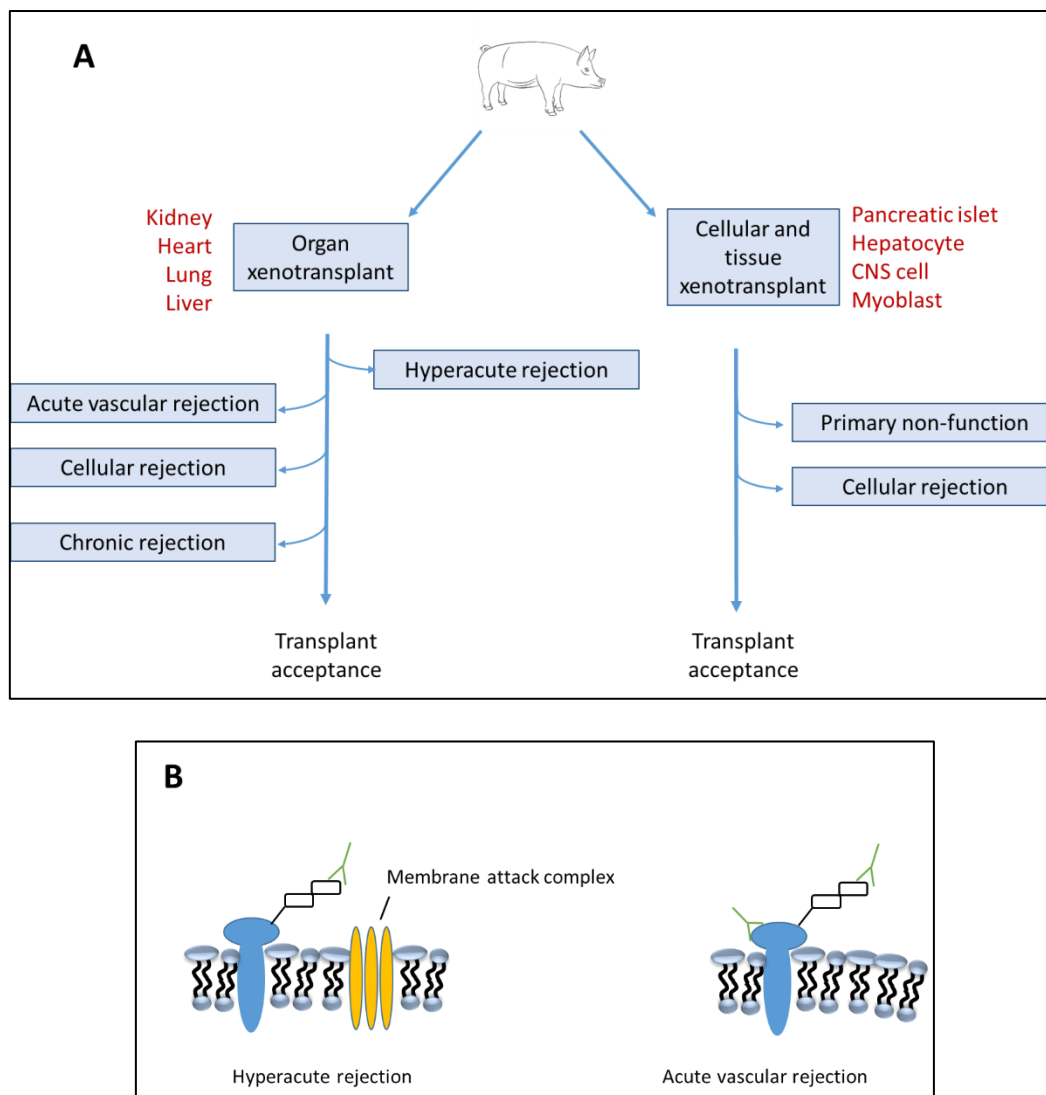 A
Kidney
Heart
Lung
Liver
Organ
xenotransplant
Cellular and
tissue
xenotransplant
Pancreatic islet
Hepatocyte
CNS cell
Myoblast
Hyperacute rejection
Acute vascular rejection
Cellular rejection
Chronic rejection
Primary non-function
Cellular rejection
Transplant
acceptance
Transplant
acceptance
B
Membrane attack complex
Hyperacute rejection
Acute vascular rejection